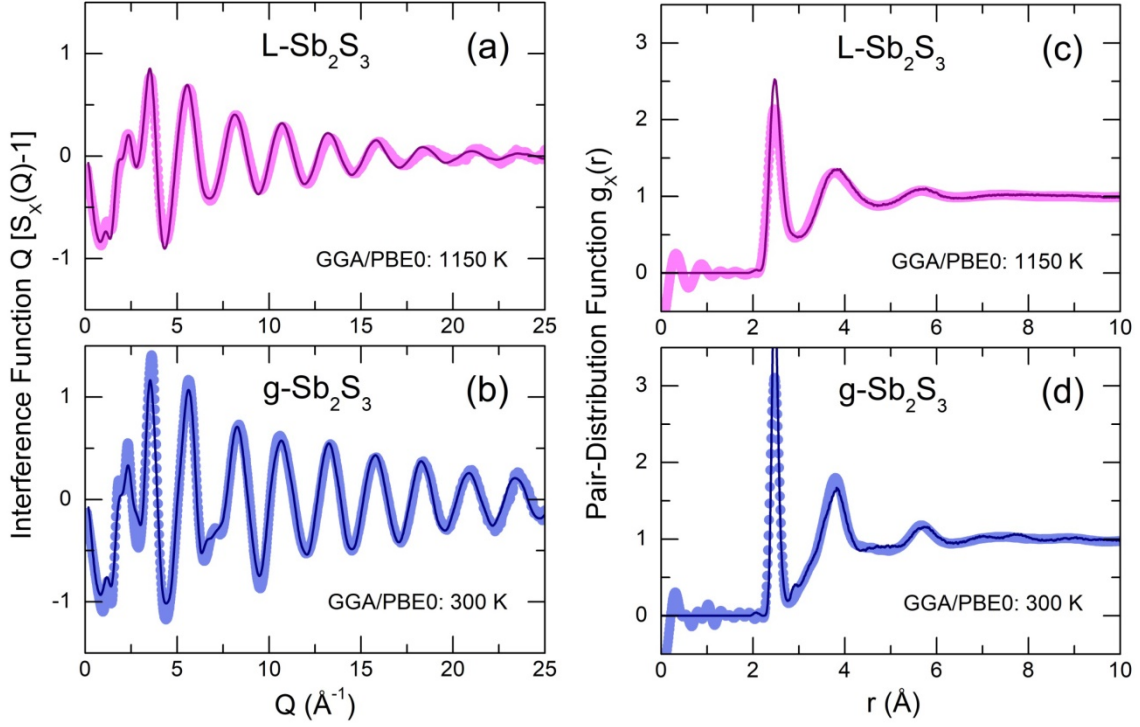 Interference Function Q [S_X(Q)-1]
(a)
L-Sb₂S₃
1
0
-1
GGA/PBE0: 1150 K
0 5 10 15 20 25
(b)
g-Sb₂S₃
1
0
-1
GGA/PBE0: 300 K
0 5 10 15 20 25
Q (Å⁻¹)
Pair-Distribution Function g_X(r)
(c)
L-Sb₂S₃
3
2
1
0
GGA/PBE0: 1150 K
0 2 4 6 8 10
(d)
g-Sb₂S₃
3
2
1
0
GGA/PBE0: 300 K
0 2 4 6 8 10
r (Å)